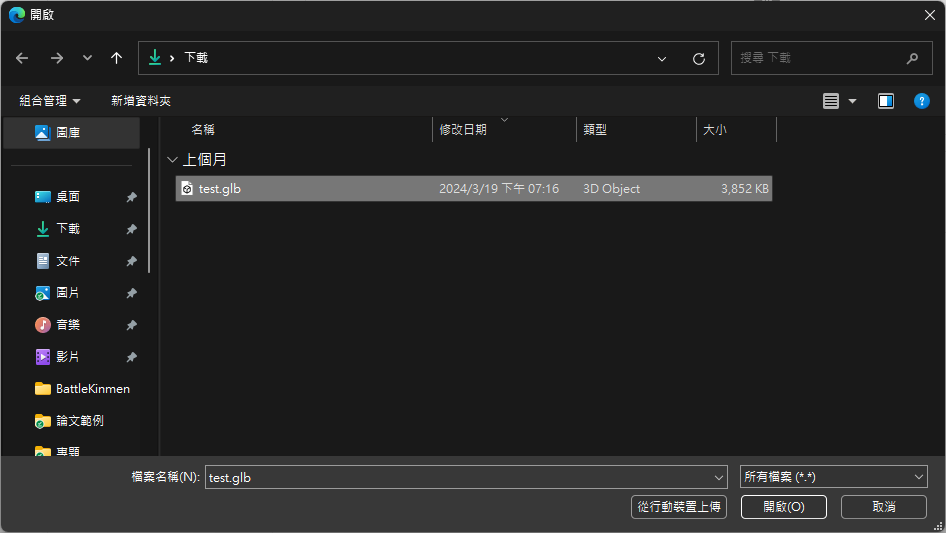 開啟
下載
搜尋 下載
組合管理
新增資料夾
?
圖庫
桌面
下載
文件
圖片
音樂
影片
BattleKinmen
論文範例
專題
名稱
修改日期
類型
大小
上個月
test.glb
2024/3/19 下午 07:16
3D Object
3,852 KB
檔案名稱(N):
test.glb
所有檔案 (*.*)
從行動裝置上傳
開啟(O)
取消